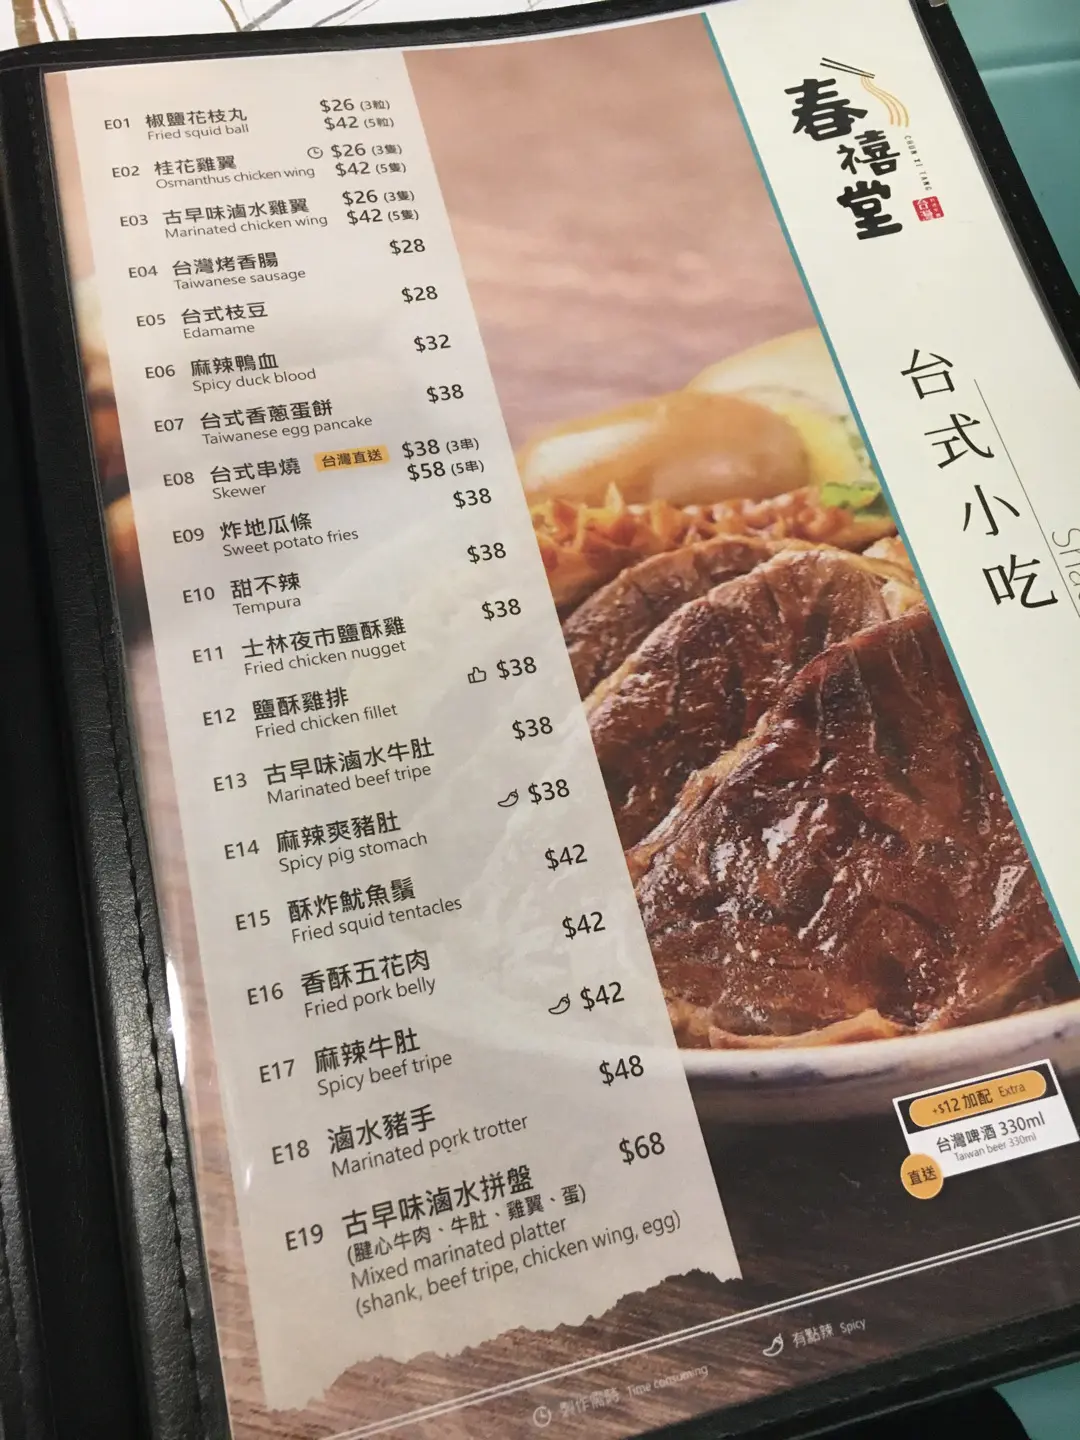 E01 椒鹽花枝丸 $26 (3粒)
Fried squid ball $42 (5粒)
E02 桂花雞翼 $26 (3隻)
Osmanthus chicken wing $42 (5隻)
E03 古早味滷水雞翼 $26 (3隻)
Marinated chicken wing $42 (5隻)
E04 台灣烤香腸 $28
Taiwanese sausage
E05 台式枝豆 $28
Edamame
E06 麻辣鴨血 $32
Spicy duck blood
E07 台式香蔥蛋餅 $38
Taiwanese egg pancake
E08 台式串燒 台灣直送 $38 (3串)
Skewer $58 (5串)
E09 炸地瓜條 $38
Sweet potato fries
E10 甜不辣 $38
Tempura
E11 士林夜市鹽酥雞 $38
Fried chicken nugget
E12 鹽酥雞排 $38
Fried chicken fillet
E13 古早味滷水牛肚 $38
Marinated beef tripe
E14 麻辣爽豬肚 $38
Spicy pig stomach
E15 酥炸魷魚鬚 $42
Fried squid tentacles
E16 香酥五花肉 $42
Fried pork belly
E17 麻辣牛肚 $42
Spicy beef tripe
E18 滷水豬手 $48
Marinated pork trotter
E19 古早味滷水拼盤 $68
(腱心牛肉、牛肚、雞翼、蛋)
Mixed marinated platter
(shank, beef tripe, chicken wing, egg)
春禧堂
CHUN XI TANG
台灣
台式小吃
+$12 加配 Extra
台灣啤酒 330ml
Taiwan beer 330ml
直送
有點辣 Spicy
製作需時 Time consuming